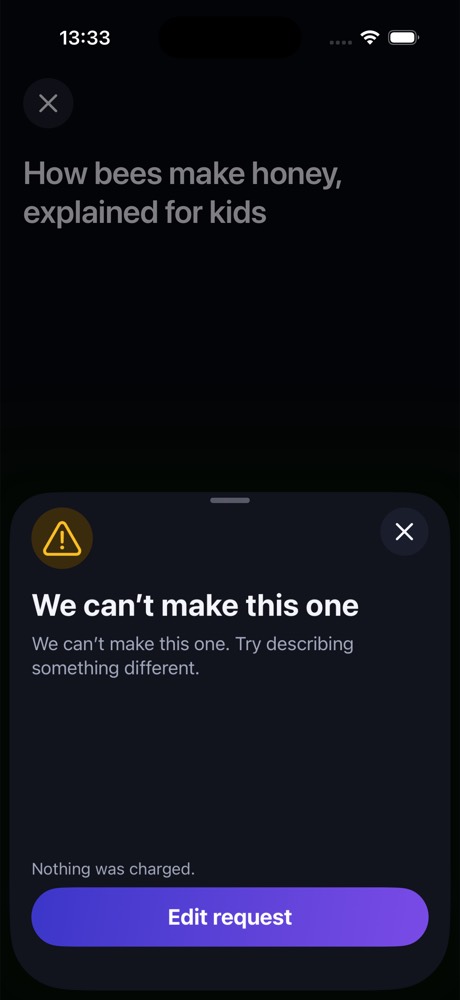 13:33
How bees make honey,
explained for kids
We can’t make this one
We can’t make this one. Try describing
something different.
Nothing was charged.
Edit request